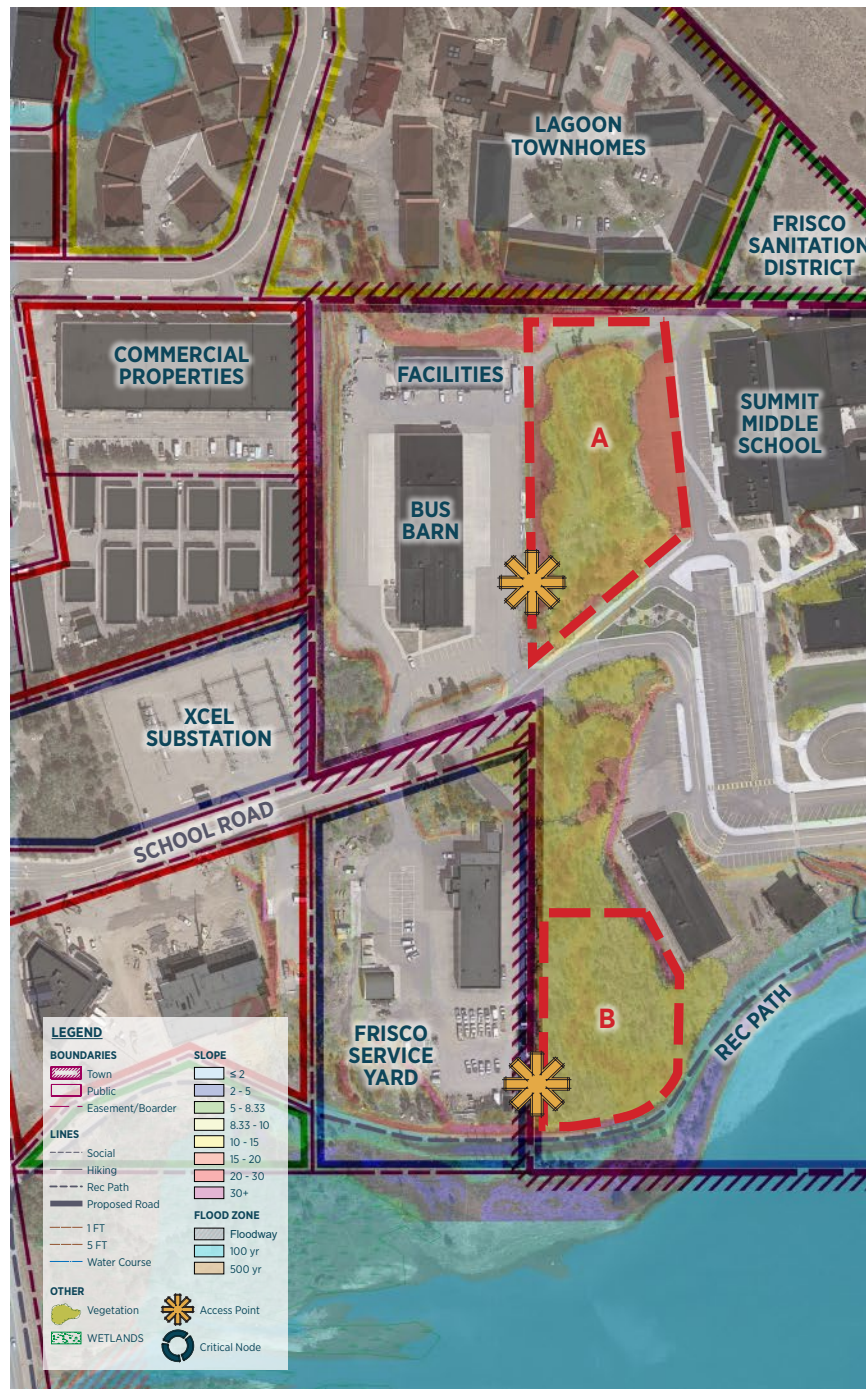 LAGOON
TOWNHOMES
FRISCO
SANITATION
DISTRICT
COMMERCIAL
PROPERTIES
FACILITIES
A
SUMMIT
MIDDLE
SCHOOL
BUS
BARN
XCEL
SUBSTATION
SCHOOL ROAD
FRISCO
SERVICE
YARD
B
REC PATH
LEGEND
BOUNDARIES
Town
Public
Easement/Boarder
LINES
Social
Hiking
Rec Path
Proposed Road
1 FT
5 FT
Water Course
SLOPE
≤ 2
2 - 5
5 - 8.33
8.33 - 10
10 - 15
15 - 20
20 - 30
30+
FLOOD ZONE
Floodway
100 yr
500 yr
OTHER
Vegetation
WETLANDS
Access Point
Critical Node